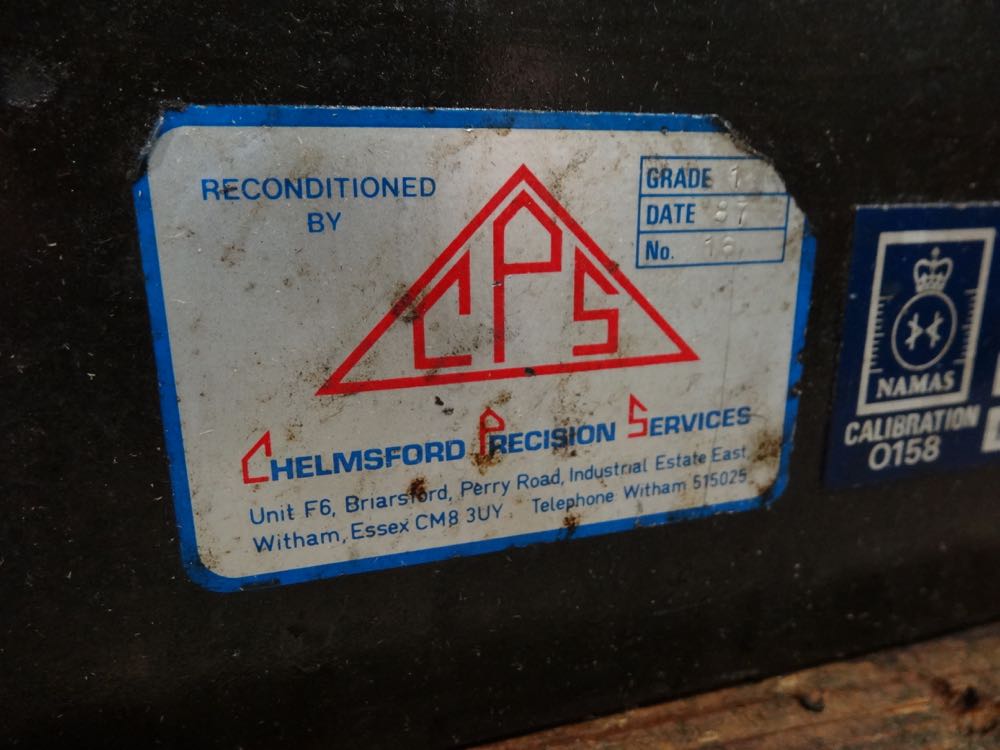 RECONDITIONED
BY
CPS
GRADE 1
DATE 87
No. 16
CHELMSFORD PRECISION SERVICES
Unit F6, Briarsford, Perry Road, Industrial Estate East,
Witham, Essex CM8 3UY Telephone Witham 515025
NAMAS
CALIBRATION
0158